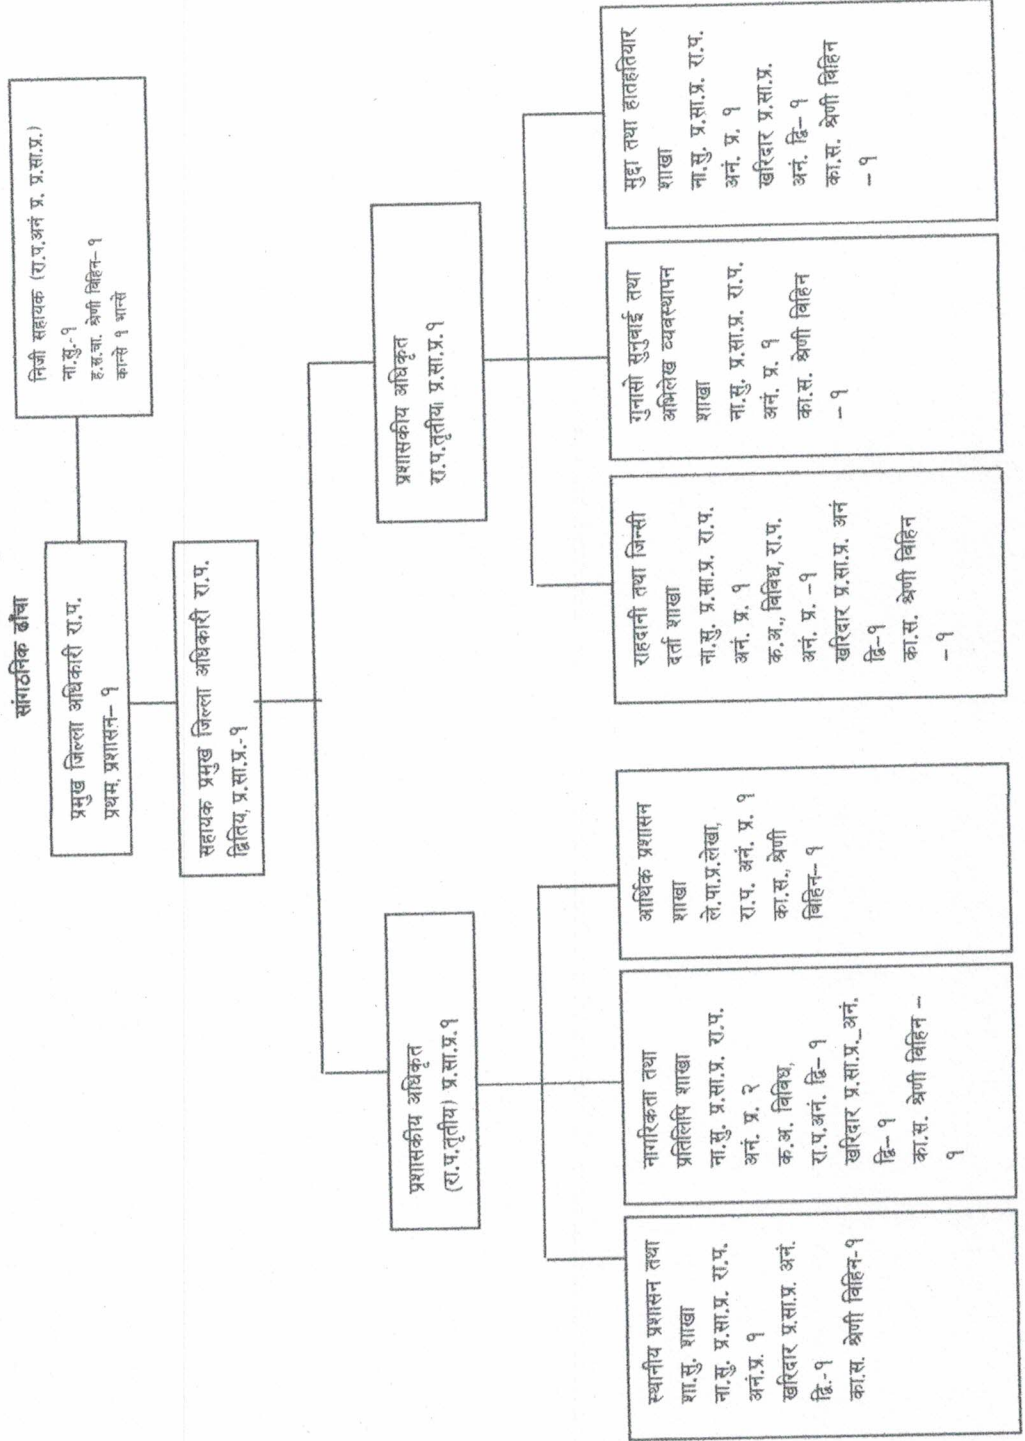 सांगठनिक ढाँचा
प्रमुख जिल्ला अधिकारी रा.प.
प्रथम, प्रशासन– १
निजी सहायक (रा.प.अनं प्र. प्र.सा.प्र.)
ना.सु.-१
ह.स.चा. श्रेणी विहिन– १
कान्से १ भान्से
सहायक प्रमुख जिल्ला अधिकारी रा.प.
द्वितिय, प्र.सा.प्र.-१
प्रशासकीय अधिकृत
(रा.प.तृतीय) प्र.सा.प्र.१
प्रशासकीय अधिकृत
रा.प.तृतीय। प्र.सा.प्र.१
स्थानीय प्रशासन तथा
शा.सु. शाखा
ना.सु. प्र.सा.प्र. रा.प.
अनं.प्र. १
खरिदार प्र.सा.प्र. अनं.
द्वि.-१
का.स. श्रेणी विहिन-१
नागरिकता तथा
प्रतिलिपि शाखा
ना.सु. प्र.सा.प्र. रा.प.
अनं. प्र. २
क.अ. विविध,
रा.प.अनं. द्वि– १
खरिदार प्र.सा.प्र._अनं.
द्वि– १
का.स. श्रेणी विहिन –
१
आर्थिक प्रशासन
शाखा
ले.पा.प्र.लेखा,
रा.प. अनं. प्र. १
का.स., श्रेणी
विहिन– १
राहदानी तथा जिन्सी
दर्ता शाखा
ना.सु. प्र.सा.प्र. रा.प.
अनं. प्र. १
क.अ., विविध, रा.प.
अनं. प्र. –१
खरिदार प्र.सा.प्र. अनं
द्वि–१
का.स. श्रेणी विहिन
– १
गुनासो सुनुवाई तथा
अभिलेख व्यवस्थापन
शाखा
ना.सु. प्र.सा.प्र. रा.प.
अनं. प्र. १
का.स. श्रेणी विहिन
– १
मुद्दा तथा हातहतियार
शाखा
ना.सु. प्र.सा.प्र. रा.प.
अनं. प्र. १
खरिदार प्र.सा.प्र.
अनं. द्वि– १
का.स. श्रेणी विहिन
– १